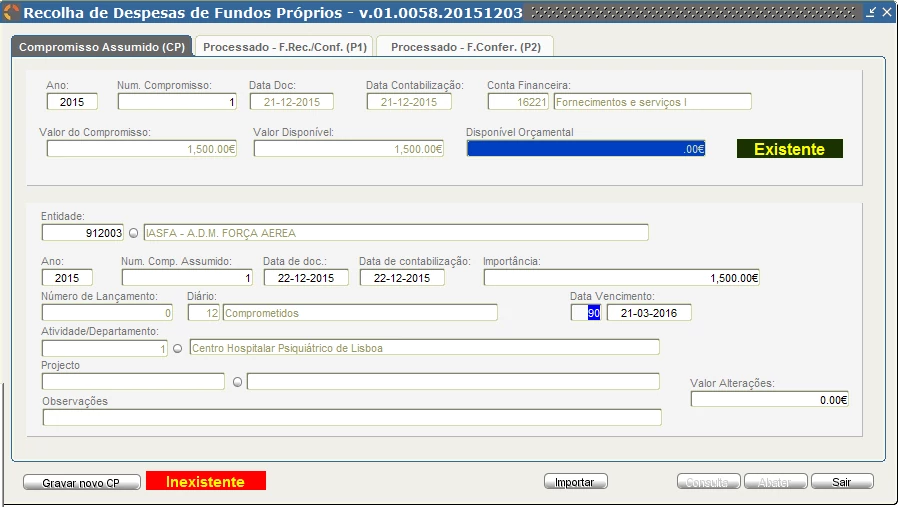 Recolha de Despesas de Fundos Próprios - v.01.0058.20151203
Compromisso Assumido (CP) Processado - F.Rec./Conf. (P1) Processado - F.Confer. (P2)
Ano: Num. Compromisso: Data Doc: Data Contabilização: Conta Financeira:
2015 1 21-12-2015 21-12-2015 16221 Fornecimentos e serviços I
Valor do Compromisso: Valor Disponível: Disponível Orçamental
1,500.00€ 1,500.00€ .00€ Existente
Entidade:
912003 IASFA - A.D.M. FORÇA AEREA
Ano: Num. Comp. Assumido: Data de doc.: Data de contabilização: Importância:
2015 1 22-12-2015 22-12-2015 1,500.00€
Número de Lançamento: Diário: Data Vencimento:
0 12 Comprometidos 90 21-03-2016
Atividade/Departamento:
1 Centro Hospitalar Psiquiátrico de Lisboa
Projecto
Valor Alterações:
0.00€
Observações
Gravar novo CP Inexistente Importar Consulta Abater Sair